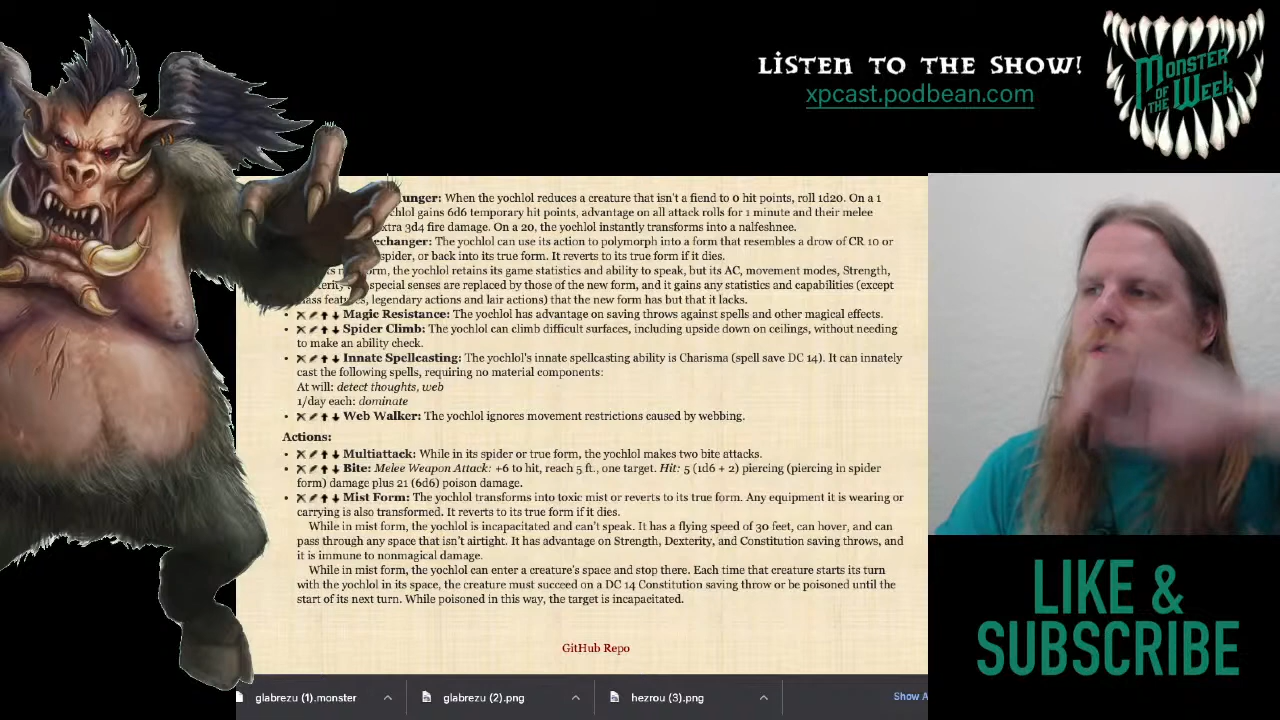 LISTEN TO THE SHOW!
xpcast.podbean.com
MONSTER
OF THE WEEK
unger: When the yochlol reduces a creature that isn't a fiend to 0 hit points, roll 1d20. On a 1
chlol gains 6d6 temporary hit points, advantage on all attack rolls for 1 minute and their melee
xtra 3d4 fire damage. On a 20, the yochlol instantly transforms into a nalfeshnee.
echanger: The yochlol can use its action to polymorph into a form that resembles a drow of CR 10 or
spider, or back into its true form. It reverts to its true form if it dies.
orm, the yochlol retains its game statistics and ability to speak, but its AC, movement modes, Strength,
special senses are replaced by those of the new form, and it gains any statistics and capabilities (except
lass features, legendary actions and lair actions) that the new form has but that it lacks.
• Magic Resistance: The yochlol has advantage on saving throws against spells and other magical effects.
• Spider Climb: The yochlol can climb difficult surfaces, including upside down on ceilings, without needing
to make an ability check.
• Innate Spellcasting: The yochlol's innate spellcasting ability is Charisma (spell save DC 14). It can innately
cast the following spells, requiring no material components:
At will: detect thoughts, web
1/day each: dominate
• Web Walker: The yochlol ignores movement restrictions caused by webbing.
Actions:
• Multiattack: While in its spider or true form, the yochlol makes two bite attacks.
• Bite: Melee Weapon Attack: +6 to hit, reach 5 ft., one target. Hit: 5 (1d6 + 2) piercing (piercing in spider
form) damage plus 21 (6d6) poison damage.
• Mist Form: The yochlol transforms into toxic mist or reverts to its true form. Any equipment it is wearing or
carrying is also transformed. It reverts to its true form if it dies.
While in mist form, the yochlol is incapacitated and can't speak. It has a flying speed of 30 feet, can hover, and can
pass through any space that isn't airtight. It has advantage on Strength, Dexterity, and Constitution saving throws, and
it is immune to nonmagical damage.
While in mist form, the yochlol can enter a creature's space and stop there. Each time that creature starts its turn
with the yochlol in its space, the creature must succeed on a DC 14 Constitution saving throw or be poisoned until the
start of its next turn. While poisoned in this way, the target is incapacitated.
GitHub Repo
glabrezu (1).monster
glabrezu (2).png
hezrou (3).png
Show A
LIKE &
SUBSCRIBE